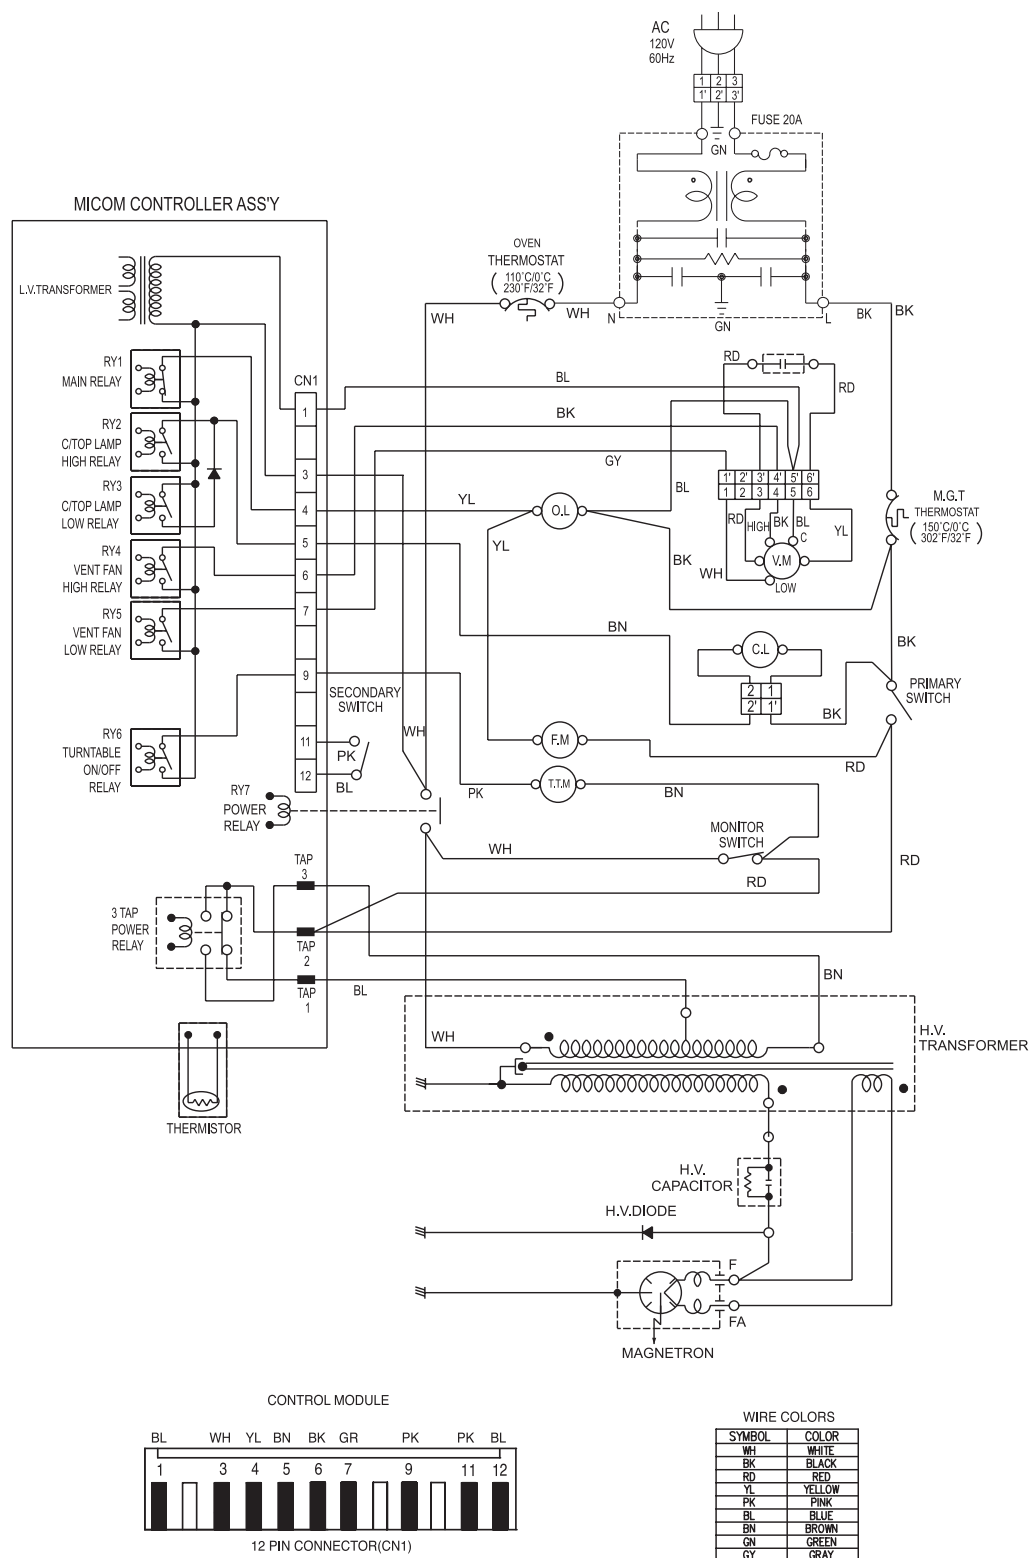 AC
120V
60Hz
1 2 3
1' 2' 3'
FUSE 20A
GN
MICOM CONTROLLER ASS'Y
OVEN
THERMOSTAT
( 110˚C/0˚C )
230˚F/32˚F
L.V.TRANSFORMER
WH
WH
N
GN
L
BK
BK
RY1
MAIN RELAY
CN1
RD
RD
BL
1
BK
RY2
C/TOP LAMP
HIGH RELAY
GY
3
RY3
C/TOP LAMP
LOW RELAY
YL
BL
1' 2' 3' 4' 5' 6'
1 2 3 4 5 6
M.G.T
THERMOSTAT
( 150˚C/0˚C )
302˚F/32˚F
4
O.L
RD
HIGH
BK
BL
C
YL
5
YL
BK
WH
V.M
LOW
RY4
VENT FAN
HIGH RELAY
6
RY5
VENT FAN
LOW RELAY
7
BN
C.L
BK
9
SECONDARY
SWITCH
2 1
2' 1'
PRIMARY
SWITCH
BK
RY6
TURNTABLE
ON/OFF
RELAY
11
PK
WH
F.M
RD
12
BL
RY7
POWER
RELAY
PK
T.T.M
BN
MONITOR
SWITCH
WH
RD
RD
TAP
3
3 TAP
POWER
RELAY
TAP
2
TAP
1
BL
BN
WH
H.V.
TRANSFORMER
THERMISTOR
H.V.
CAPACITOR
H.V.DIODE
F
FA
MAGNETRON
CONTROL MODULE
BL WH YL BN BK GR PK PK BL
1 3 4 5 6 7 9 11 12
12 PIN CONNECTOR(CN1)
WIRE COLORS
SYMBOL COLOR
WH WHITE
BK BLACK
RD RED
YL YELLOW
PK PINK
BL BLUE
BN BROWN
GN GREEN
GY GRAY